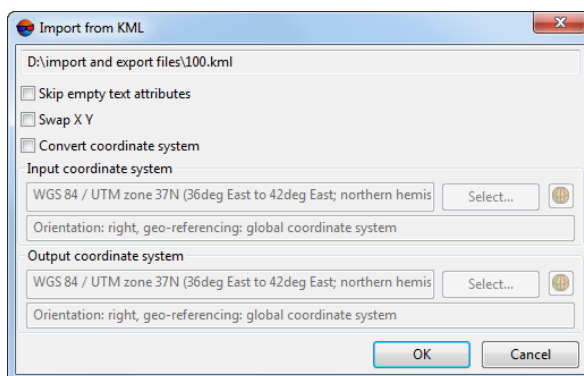 Import from KML
D:\import and export files\100.kml
Skip empty text attributes
Swap X Y
Convert coordinate system
Input coordinate system
WGS 84 / UTM zone 37N (36deg East to 42deg East; northern hemis
Select...
Orientation: right, geo-referencing: global coordinate system
Output coordinate system
WGS 84 / UTM zone 37N (36deg East to 42deg East; northern hemis
Select...
Orientation: right, geo-referencing: global coordinate system
OK
Cancel